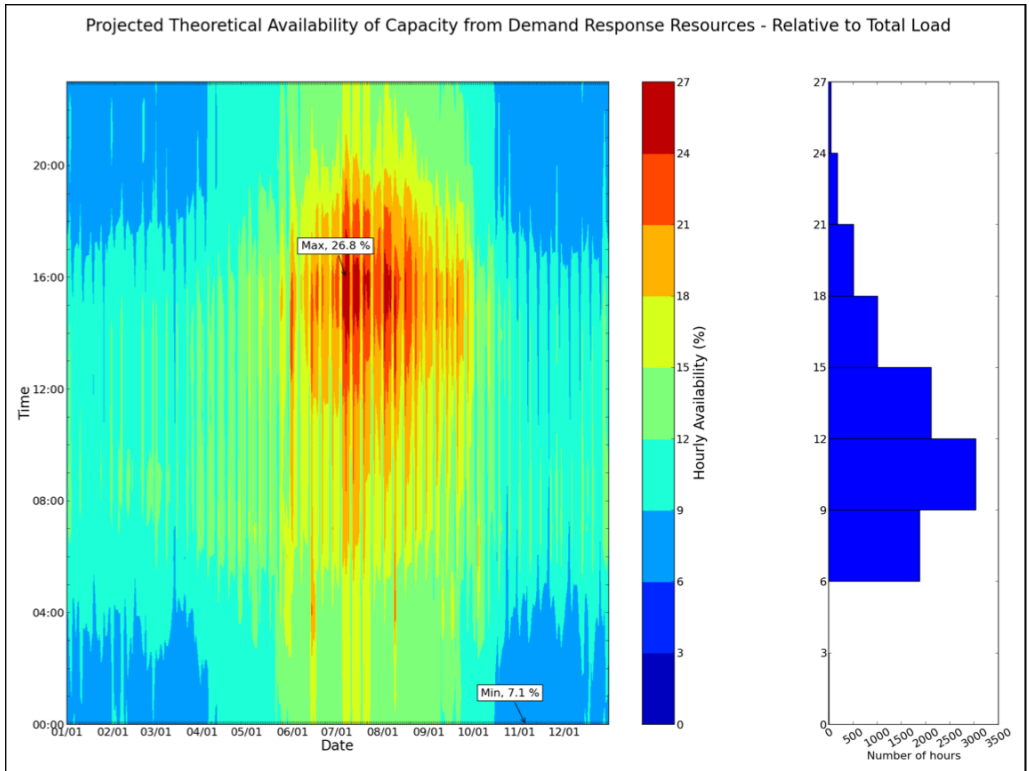 Projected Theoretical Availability of Capacity from Demand Response Resources - Relative to Total Load
Time
20:00
16:00
12:00
08:00
04:00
00:00
Max, 26.8 %
Min, 7.1 %
01/01 02/01 03/01 04/01 05/01 06/01 07/01 08/01 09/01 10/01 11/01 12/01
Date
27
24
21
18
15
12
9
6
3
0
Hourly Availability (%)
27
24
21
18
15
12
9
6
3
0
0 500 1000 1500 2000 2500 3000 3500
Number of hours